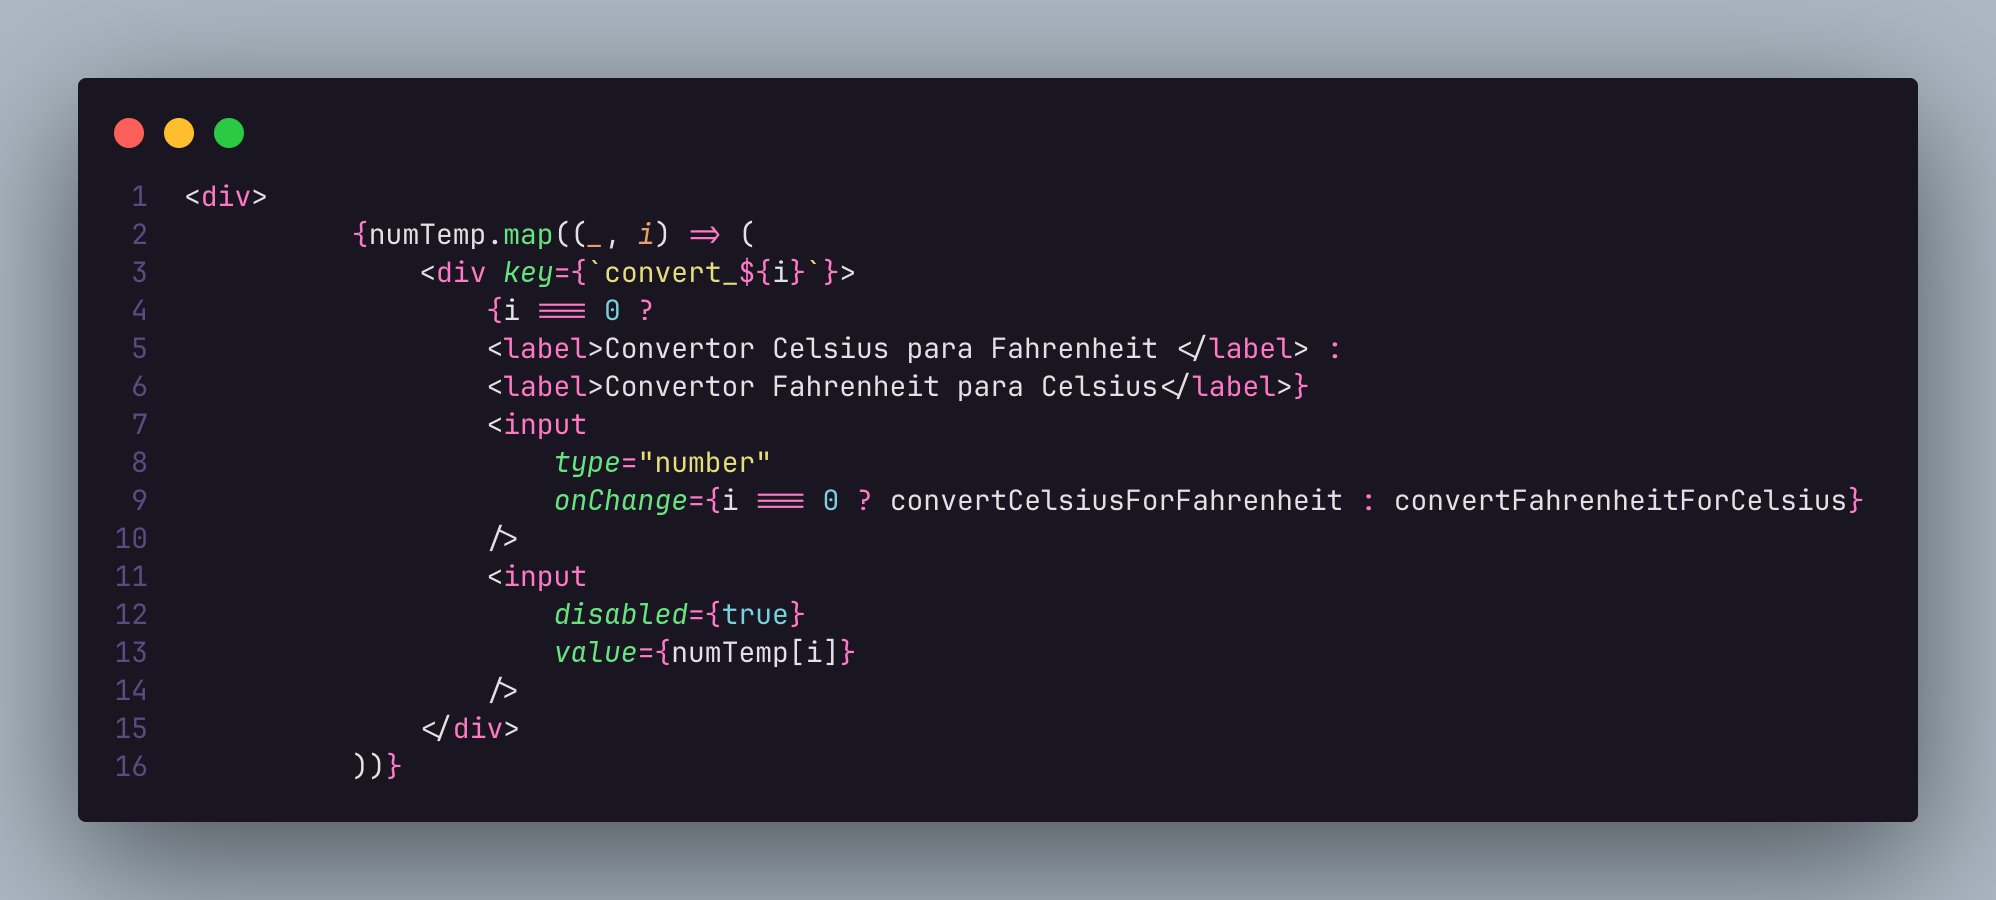 1 <div>
2 {numTemp.map((_, i) => (
3 <div key={`convert_${i}`}>
4 {i === 0 ?
5 <label>Convertor Celsius para Fahrenheit </label> :
6 <label>Convertor Fahrenheit para Celsius</label>}
7 <input
8 type="number"
9 onChange={i === 0 ? convertCelsiusForFahrenheit : convertFahrenheitForCelsius}
10 />
11 <input
12 disabled={true}
13 value={numTemp[i]}
14 />
15 </div>
16 ))}